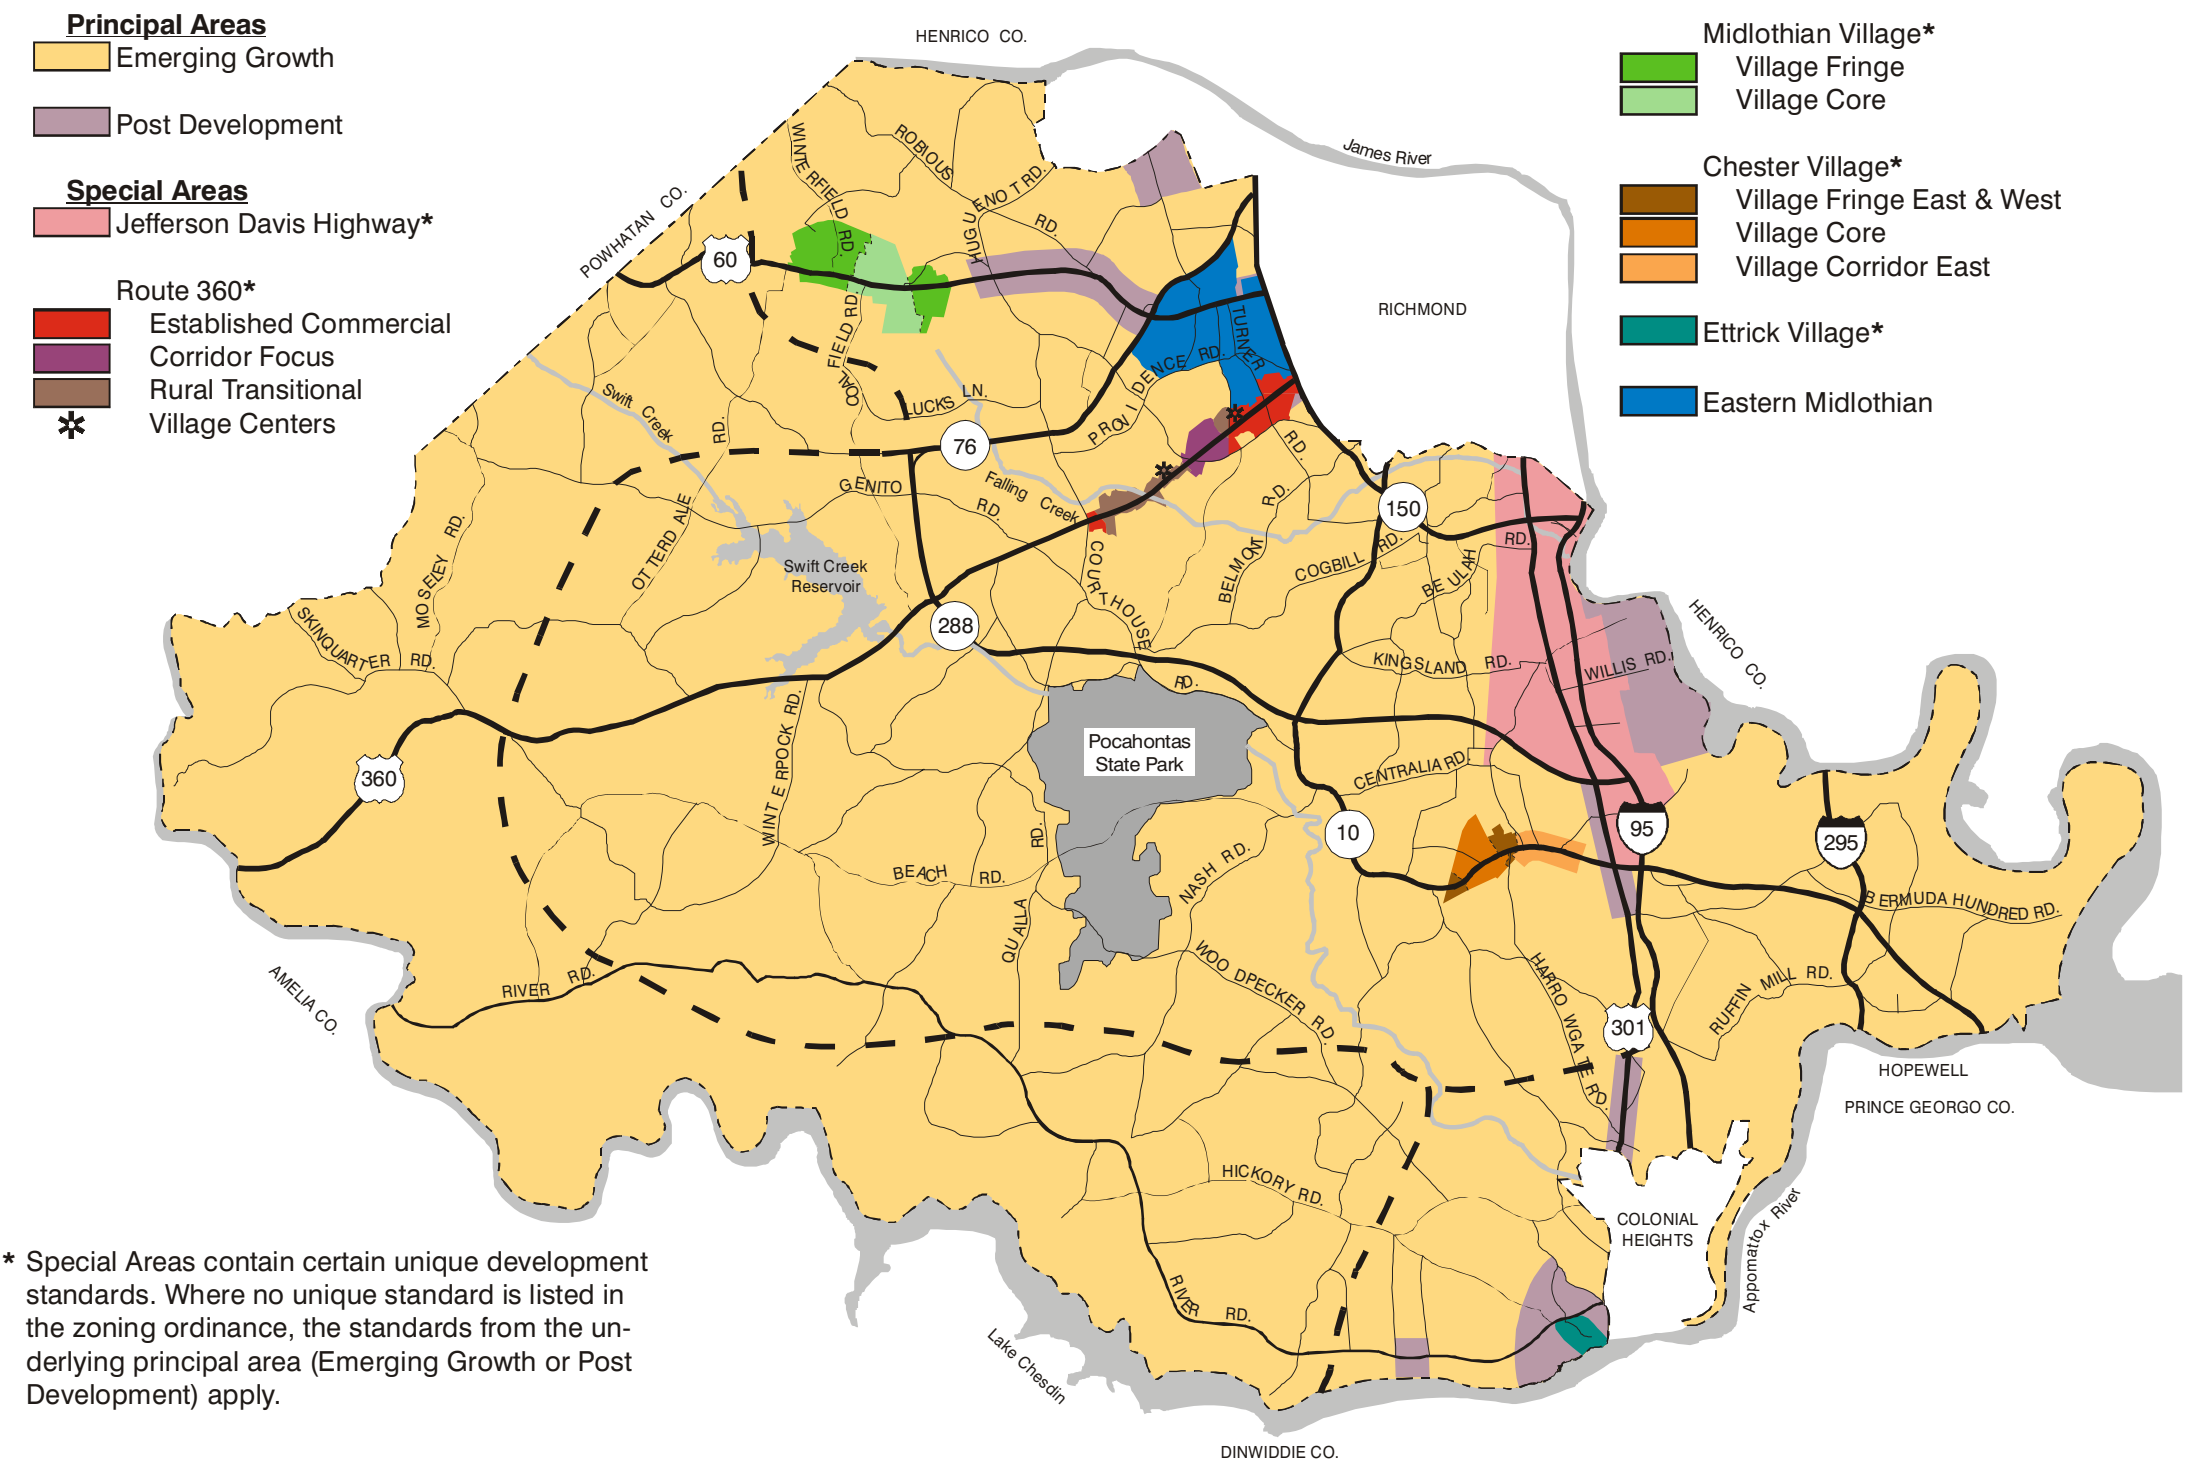 Principal Areas
Emerging Growth
Post Development
Special Areas
Jefferson Davis Highway*
Route 360*
Established Commercial
Corridor Focus
Rural Transitional
* Village Centers
Midlothian Village*
Village Fringe
Village Core
Chester Village*
Village Fringe East & West
Village Core
Village Corridor East
Ettrick Village*
Eastern Midlothian
HENRICO CO.
James River
POWHATAN CO.
WINTERFIELD RD.
ROBIOUS
RD.
HUGUENOT RD.
60
RICHMOND
TURNER
RD.
PROVIDENCE RD.
COALFIELD RD.
LUCKS LN.
76
Swift Creek
OTTERDALE RD.
GENITO
RD.
Falling Creek
MOSELEY RD.
Swift Creek
Reservoir
COURTHOUSE
RD.
BELMONT RD.
COGBILL RD.
150
BEULAH
RD.
288
SKINQUARTER RD.
KINGSLAND RD.
WILLIS RD.
HENRICO CO.
Pocahontas
State Park
360
WINTERPOCK RD.
CENTRALIA RD.
10
95
295
BEACH RD.
QUALLA RD.
NASH RD.
BERMUDA HUNDRED RD.
WOODPECKER RD.
HARROWGATE RD.
RUFFIN MILL RD.
AMELIA CO.
RIVER RD.
301
HOPEWELL
PRINCE GEORGO CO.
HICKORY RD.
COLONIAL
HEIGHTS
Appomattox River
RIVER RD.
Lake Chesdin
DINWIDDIE CO.
* Special Areas contain certain unique development
standards. Where no unique standard is listed in
the zoning ordinance, the standards from the un-
derlying principal area (Emerging Growth or Post
Development) apply.